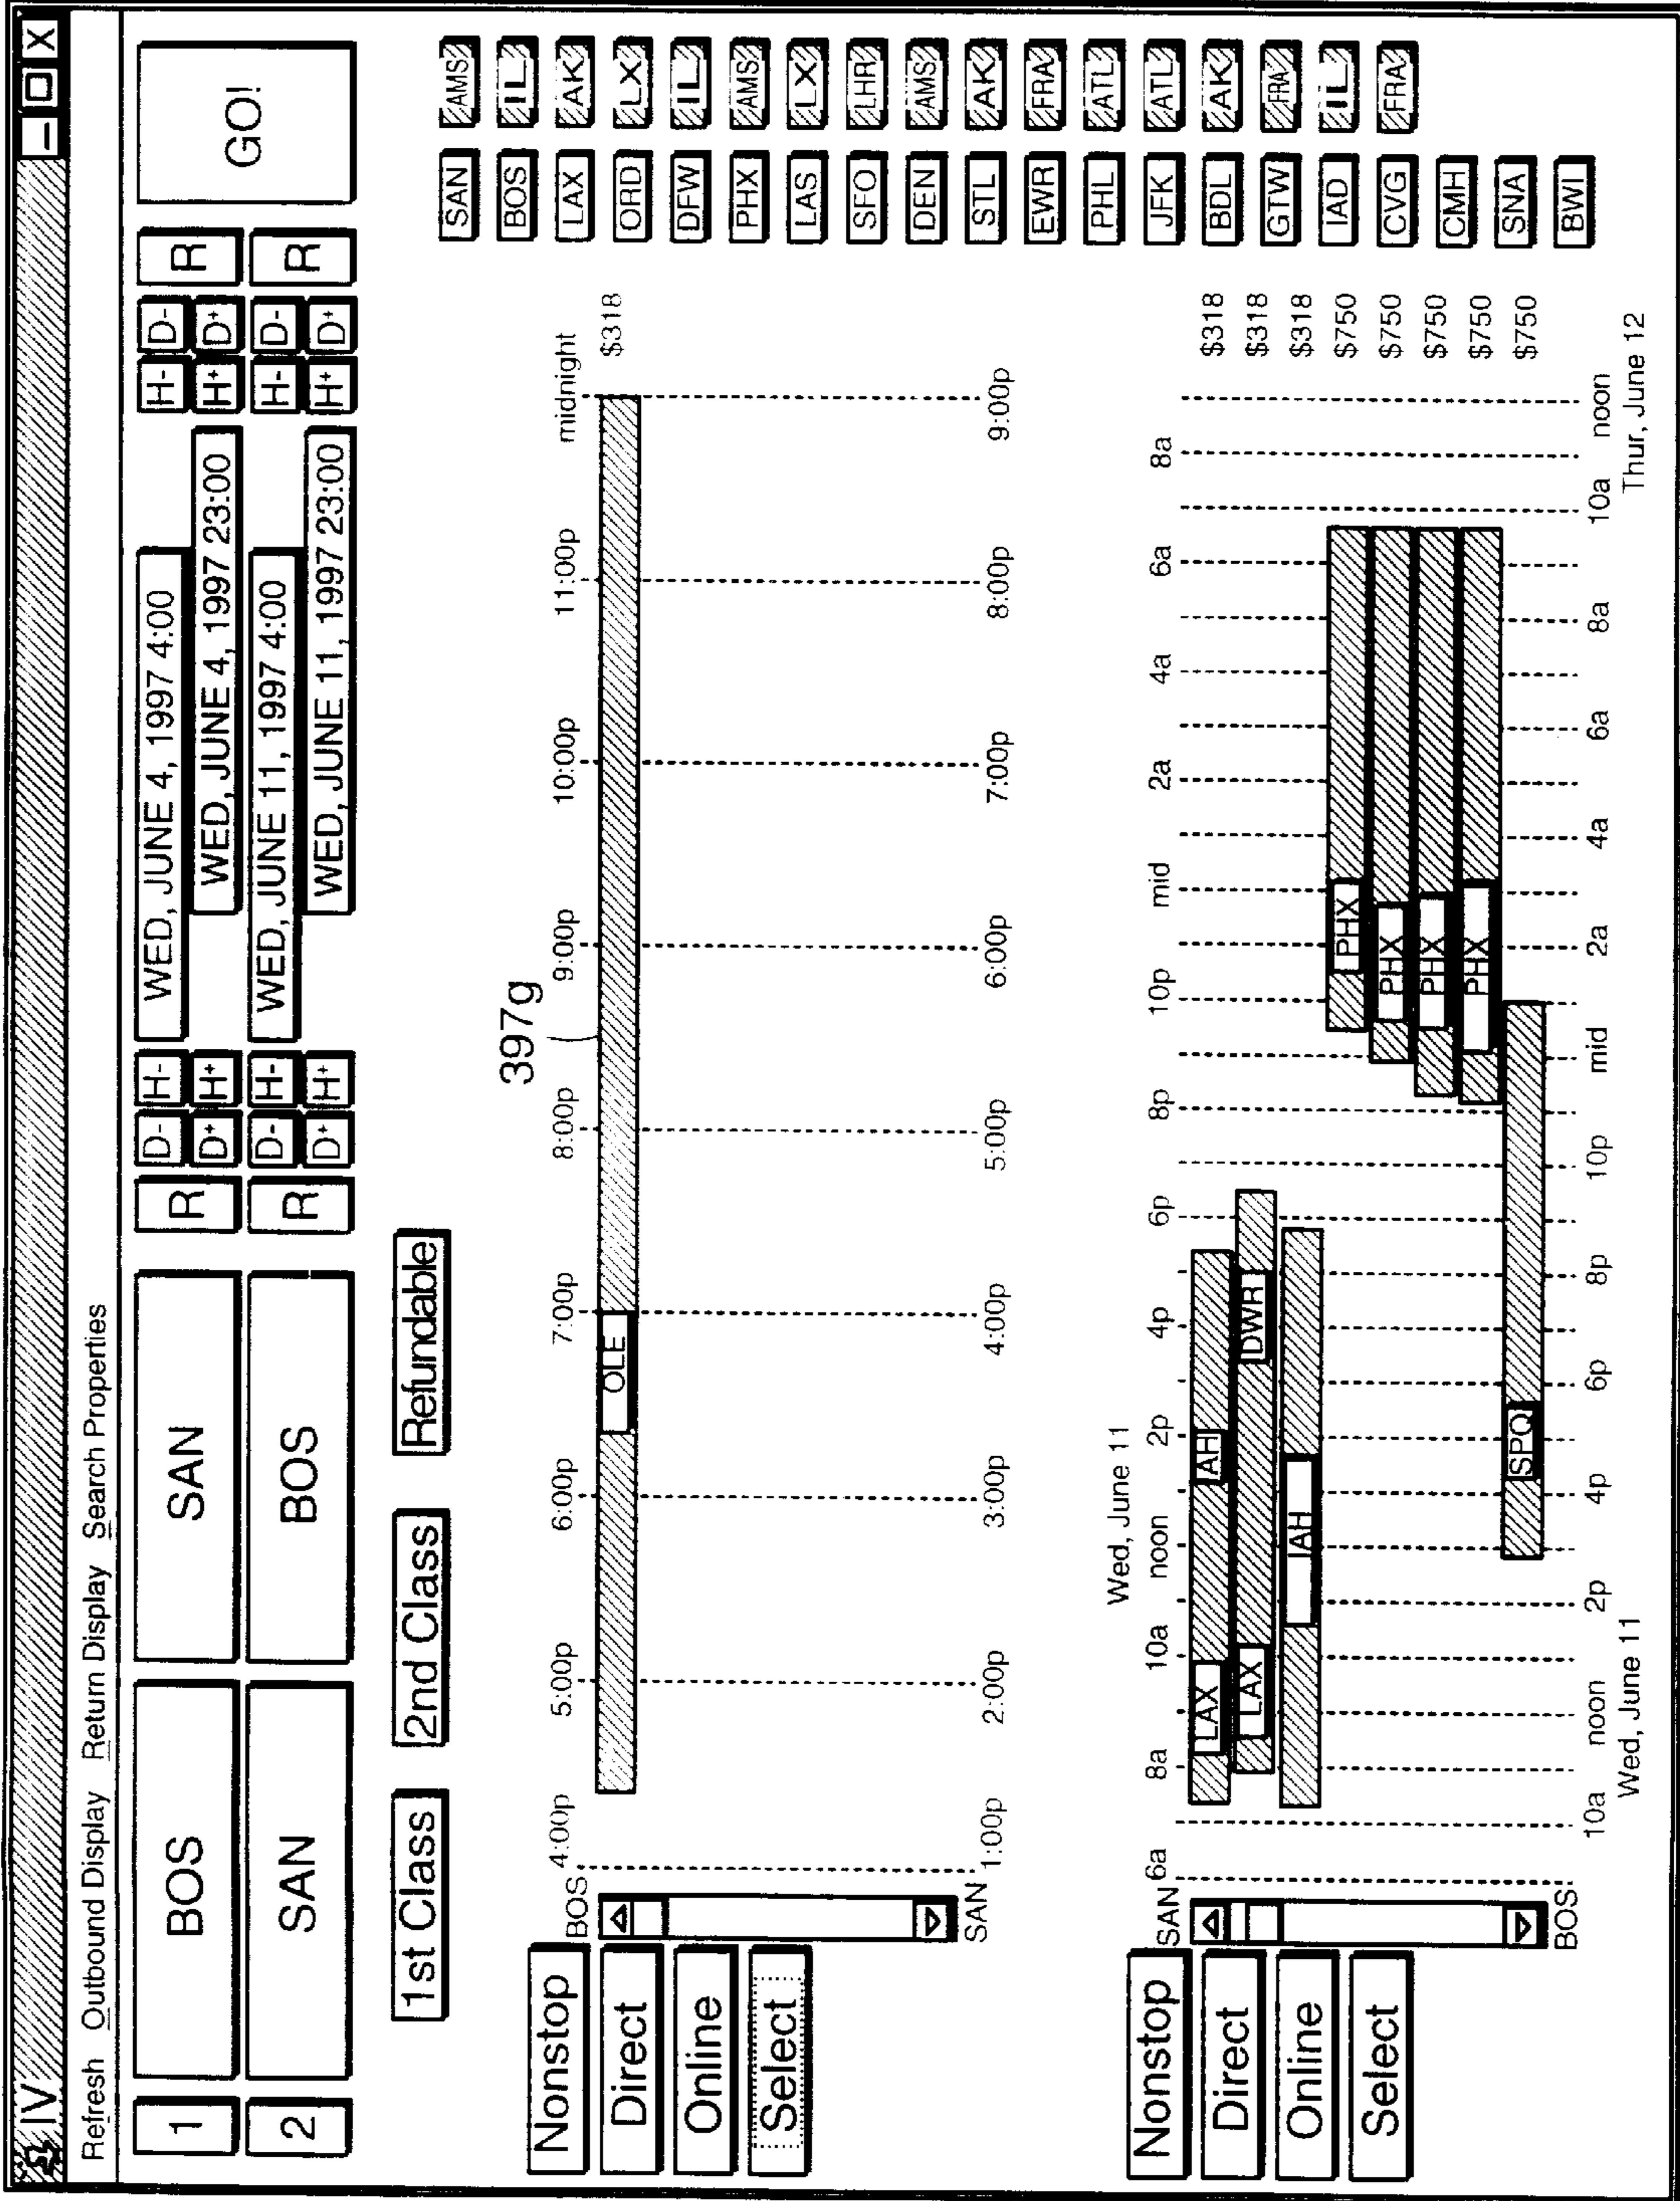 IV
Refresh Outbound Display Return Display Search Properties
1 BOS SAN R D- H- WED, JUNE 4, 1997 4:00 H- D- R GO!
D+ H+ WED, JUNE 4, 1997 23:00 H+ D+
2 SAN BOS R D- H- WED, JUNE 11, 1997 4:00 H- D- R
D+ H+ WED, JUNE 11, 1997 23:00 H+ D+
1st Class 2nd Class Refundable
397g
BOS 4:00p 5:00p 6:00p 7:00p 8:00p 9:00p 10:00p 11:00p midnight
Nonstop
Direct
Online
Select
OLE $318
SAN 1:00p 2:00p 3:00p 4:00p 5:00p 6:00p 7:00p 8:00p 9:00p
Wed, June 11
SAN 6a 8a 10a noon 2p 4p 6p 8p 10p mid 2a 4a 6a 8a
Nonstop
Direct
Online
Select
LAX IAH $318
LAX DWR $318
IAH $318
PHX $750
PHX $750
PHX $750
PHX $750
SPQ $750
BOS 10a noon 2p 4p 6p 8p 10p mid 2a 4a 6a 8a 10a noon
Wed, June 11 Thur, June 12
SAN AMS
BOS IL
LAX AK
ORD LX
DFW IL
PHX AMS
LAS LX
SFO LHR
DEN AMS
STL AK
EWR FRA
PHL ATL
JFK ATL
BDL AK
GTW FRA
IAD IL
CVG FRA
CMH
SNA
BWI